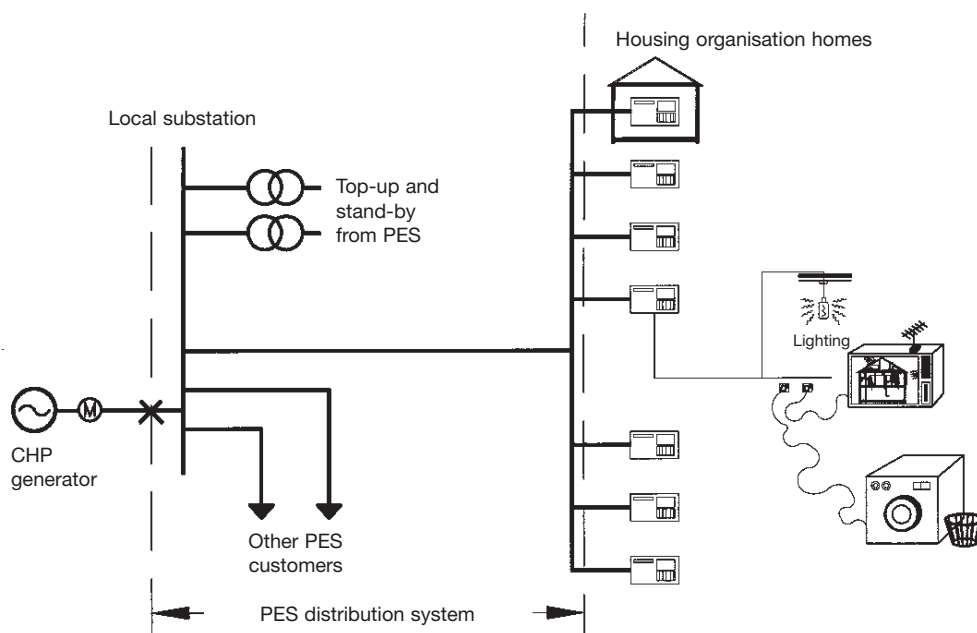 Housing organisation homes
Local substation
Top-up and
stand-by
from PES
Lighting
M
CHP
generator
Other PES
customers
PES distribution system